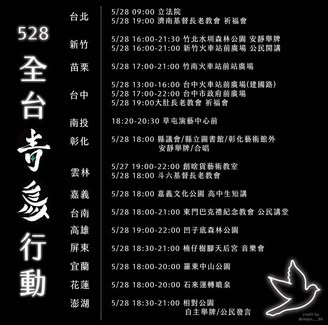 528
全台青鳥行動
台北
5/28 09:00 立法院
5/28 19:00 濟南基督長老教會 祈福會
新竹
5/28 16:00-21:30 竹北水圳森林公園 安靜舉牌
5/28 16:00-21:00 新竹火車站前廣場 公民開講
苗栗
5/28 17:00-21:00 竹南火車站前站廣場
台中
5/28 13:00-16:00 台中火車站前廣場(建國路)
5/28 17:00-22:00 台中市政府前廣場
5/28 19:00大肚長老教會 祈福會
南投
18:20-20:30 草屯演藝中心前
彰化
5/28 18:00 縣議會/縣立圖書館/彰化藝術館外
安靜舉牌/合唱
雲林
5/27 19:00-22:00 創啥貨藝術教室
5/28 18:00 斗六基督長老教會
嘉義
5/28 18:00 嘉義文化公園 高中生短講
台南
5/28 18:00-21:00 東門巴克禮紀念教會 公民講堂
高雄
5/28 19:00-22:00 凹子底森林公園
屏東
5/28 18:30-21:00 楠仔樹腳天后宮 音樂會
宜蘭
5/28 18:00-20:00 羅東中山公園
花蓮
5/28 18:00-20:00 石來運轉噴泉
澎湖
5/28 18:30-21:00 相對公園
自主舉牌/公民發言